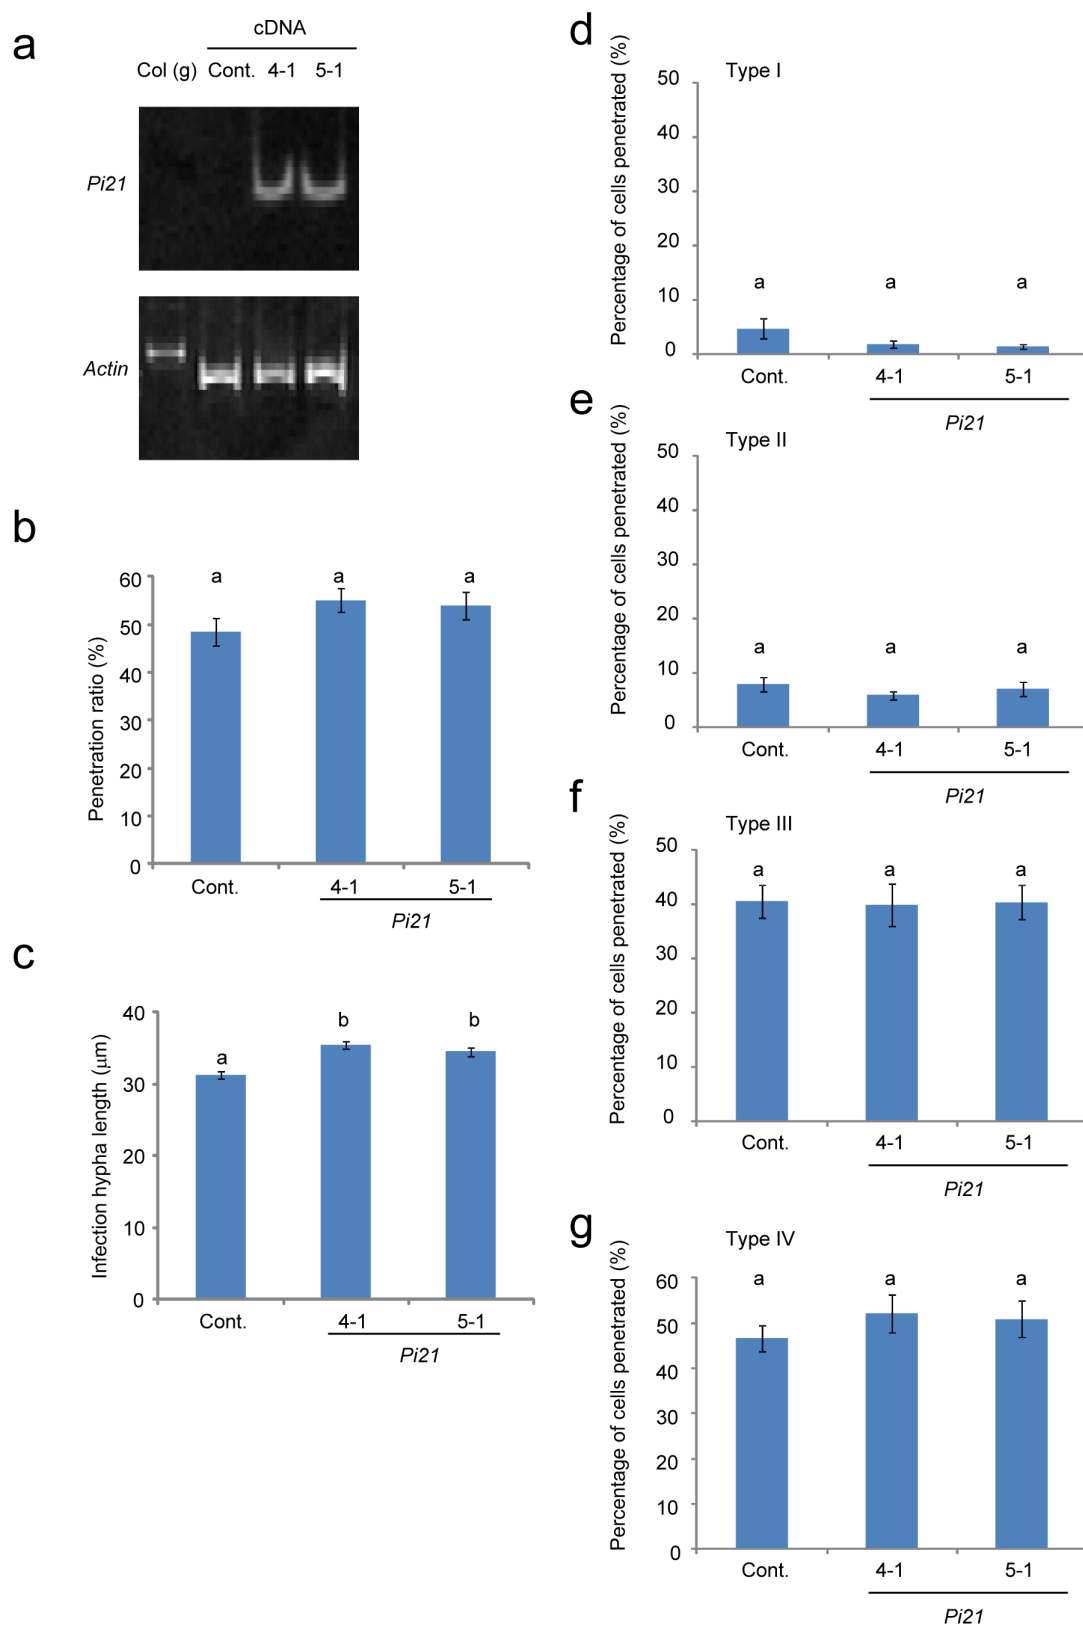 a
cDNA
Col (g) Cont. 4-1 5-1
Pi21
Actin
b
Penetration ratio (%)
60
50
40
30
20
10
0
a a a
Cont. 4-1 5-1
Pi21
c
Infection hypha length (μm)
40
30
20
10
0
a b b
Cont. 4-1 5-1
Pi21
d
Type I
Percentage of cells penetrated (%)
50
40
30
20
10
0
a a a
Cont. 4-1 5-1
Pi21
e
Type II
Percentage of cells penetrated (%)
50
40
30
20
10
0
a a a
Cont. 4-1 5-1
Pi21
f
Type III
Percentage of cells penetrated (%)
50
40
30
20
10
0
a a a
Cont. 4-1 5-1
Pi21
g
Type IV
Percentage of cells penetrated (%)
60
50
40
30
20
10
0
a a a
Cont. 4-1 5-1
Pi21